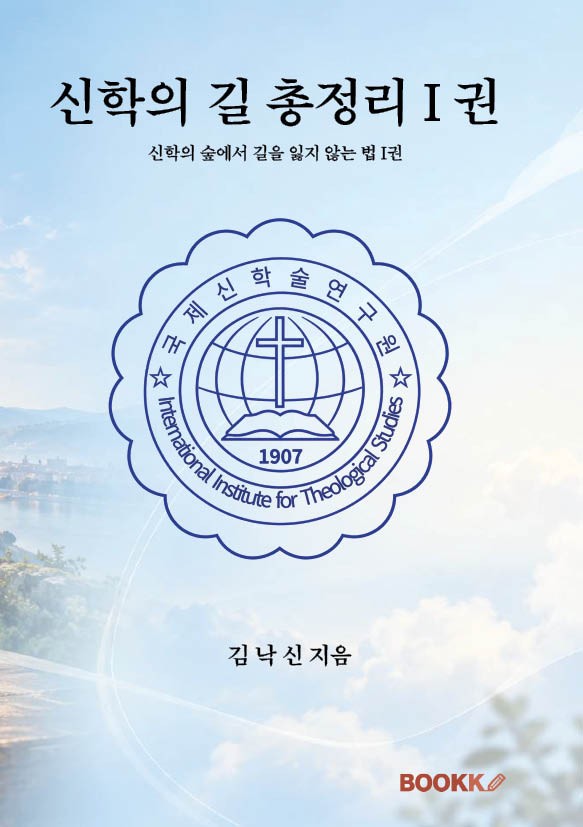 신학의 길 총정리 I 권
신학의 숲에서 길을 잃지 않는 법 I권
국제신학술연구원
1907
International Institute for Theological Studies
김 낙 신 지음
BOOKK